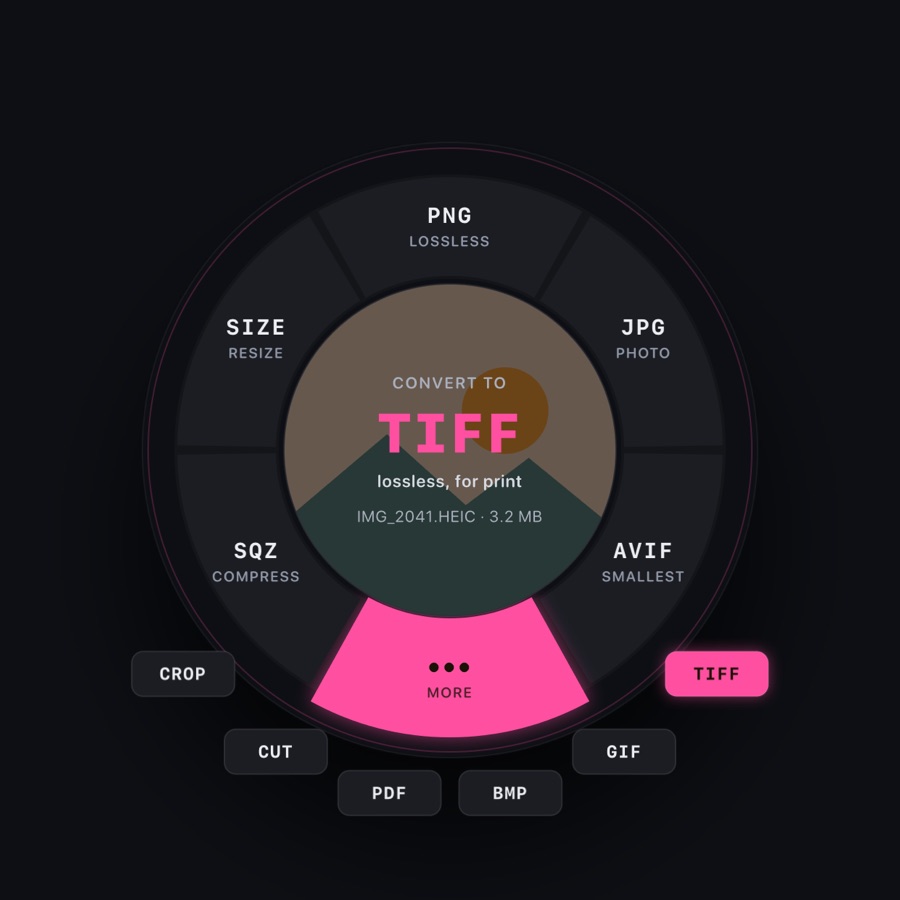 PNG
LOSSLESS
SIZE
RESIZE
JPG
PHOTO
CONVERT TO
TIFF
lossless, for print
IMG_2041.HEIC · 3.2 MB
SQZ
COMPRESS
AVIF
SMALLEST
•••
MORE
CROP
TIFF
CUT
GIF
PDF
BMP